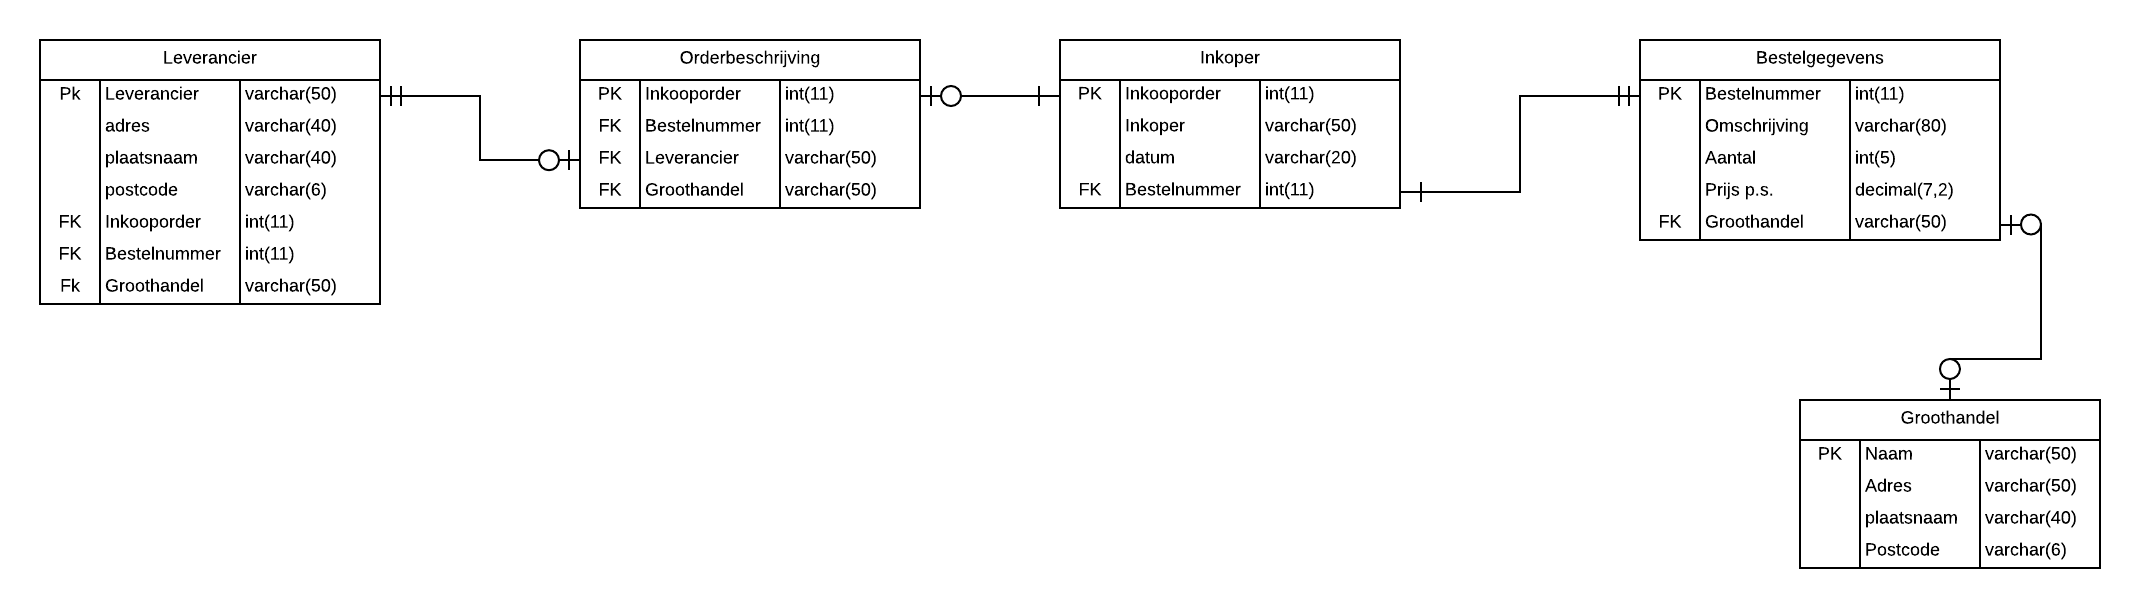 Leverancier
Pk Leverancier varchar(50)
adres varchar(40)
plaatsnaam varchar(40)
postcode varchar(6)
FK Inkooporder int(11)
FK Bestelnummer int(11)
Fk Groothandel varchar(50)
Orderbeschrijving
PK Inkooporder int(11)
FK Bestelnummer int(11)
FK Leverancier varchar(50)
FK Groothandel varchar(50)
Inkoper
PK Inkooporder int(11)
Inkoper varchar(50)
datum varchar(20)
FK Bestelnummer int(11)
Bestelgegevens
PK Bestelnummer int(11)
Omschrijving varchar(80)
Aantal int(5)
Prijs p.s. decimal(7,2)
FK Groothandel varchar(50)
Groothandel
PK Naam varchar(50)
Adres varchar(50)
plaatsnaam varchar(40)
Postcode varchar(6)